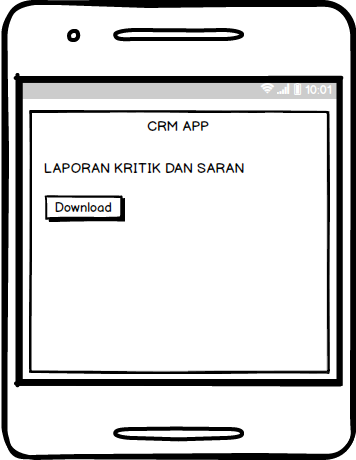 10:01
CRM APP
LAPORAN KRITIK DAN SARAN
Download